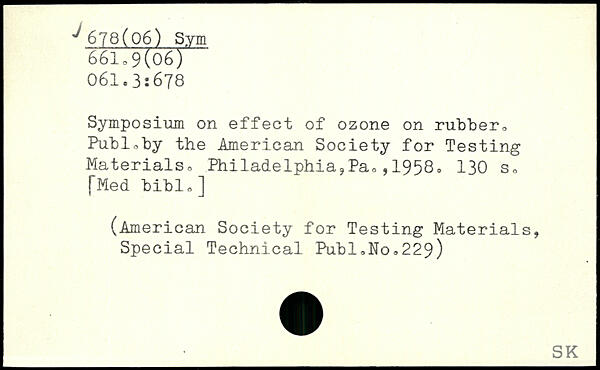 678(06) Sym
661.9(06)
061.3:678
Symposium on effect of ozone on rubber.
Publ.by the American Society for Testing
Materials. Philadelphia,Pa.,1958. 130 s.
[Med bibl.]
(American Society for Testing Materials,
Special Technical Publ.No.229)
SK